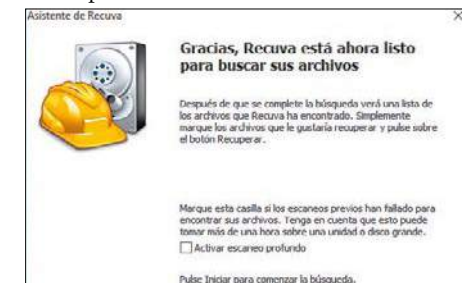 Asistente de Recuva
Gracias, Recuva está ahora listo
para buscar sus archivos
Después de que se complete la búsqueda verá una lista de
los archivos que Recuva ha encontrado. Simplemente
marque los archivos que le gustaría recuperar y pulse sobre
el botón Recuperar.
Marque esta casilla si los escaneos previos han fallado para
encontrar sus archivos. Tenga en cuenta que esto puede
tomar más de una hora sobre una unidad o disco grande.
Activar escaneo profundo
Pulse Iniciar para comenzar la búsqueda.